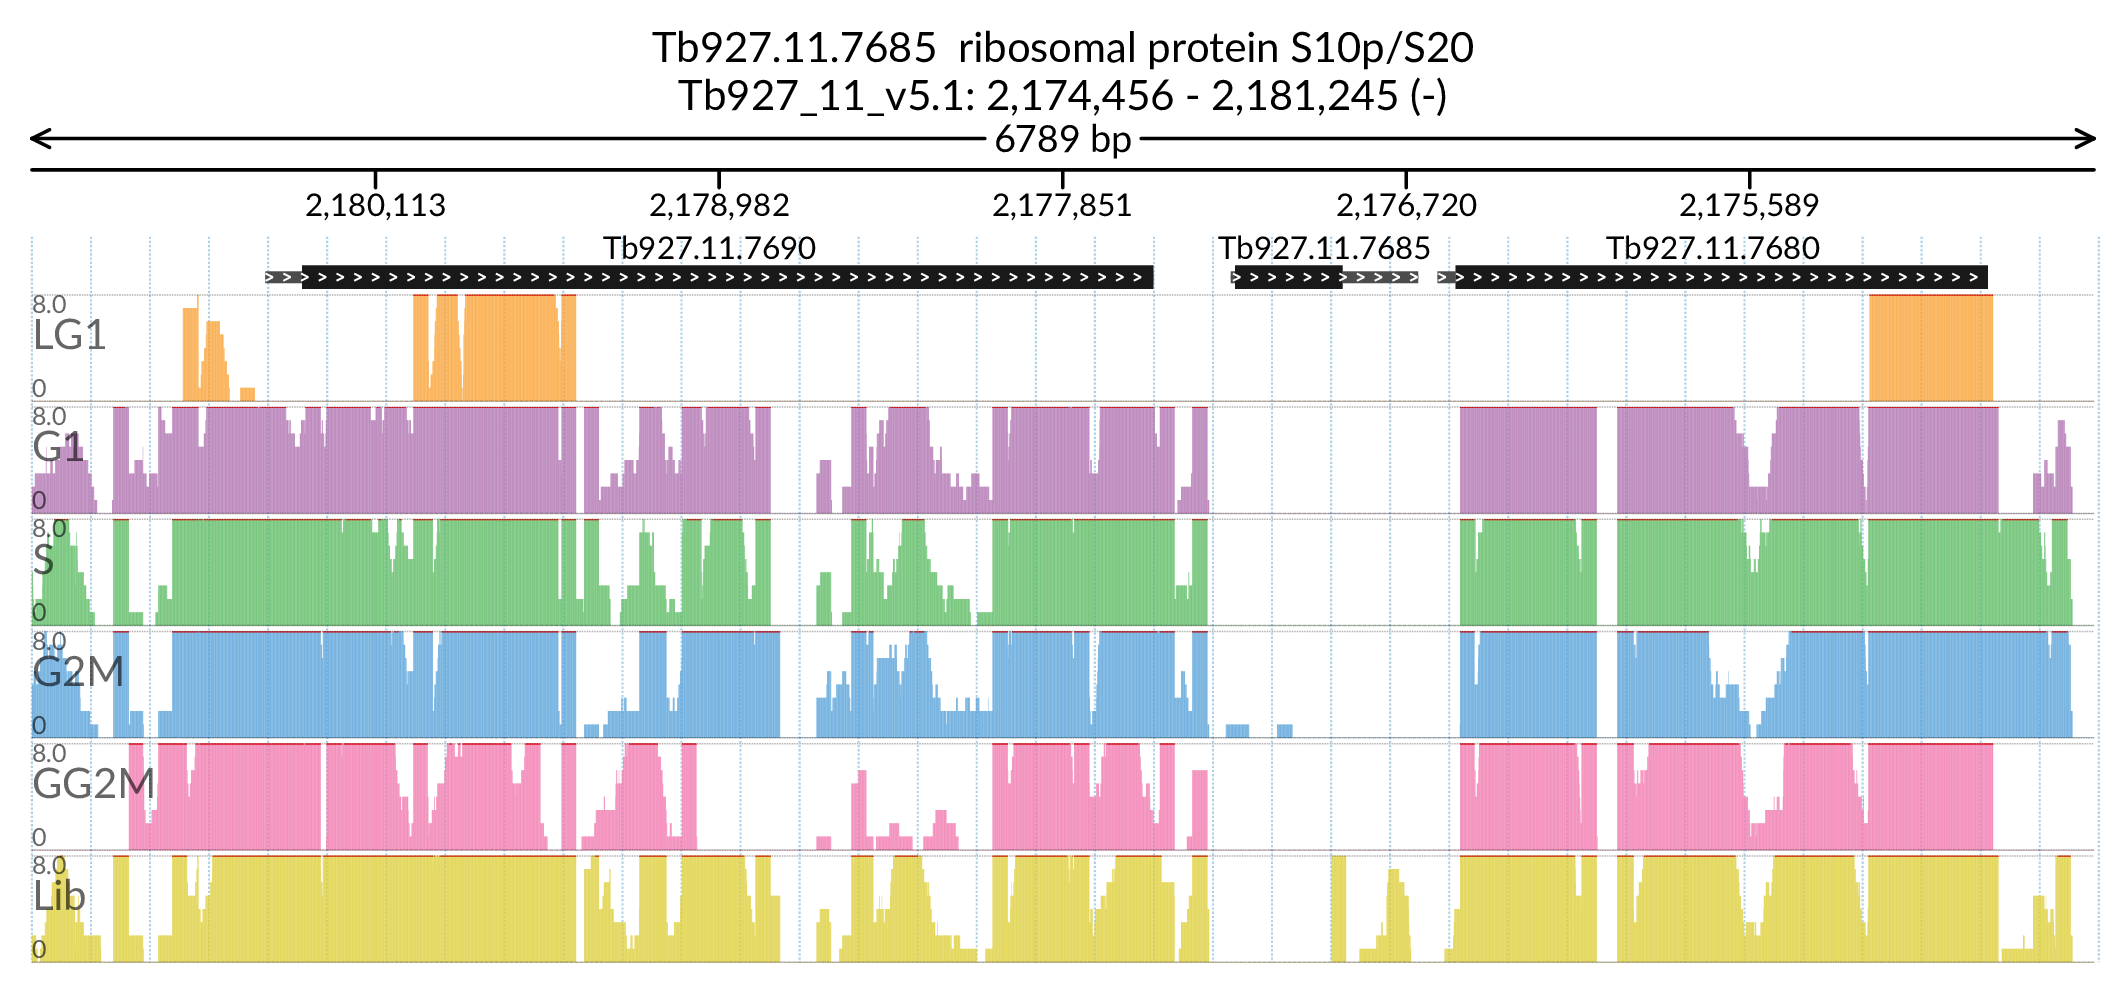 Tb927.11.7685  ribosomal protein S10p/S20
Tb927_11_v5.1: 2,174,456 - 2,181,245 (-)
6789 bp
2,180,113 2,178,982 2,177,851 2,176,720 2,175,589
Tb927.11.7690 Tb927.11.7685 Tb927.11.7680
8.0
LG1
0
8.0
G1
0
8.0
S
0
8.0
G2M
0
8.0
GG2M
0
8.0
Lib
0